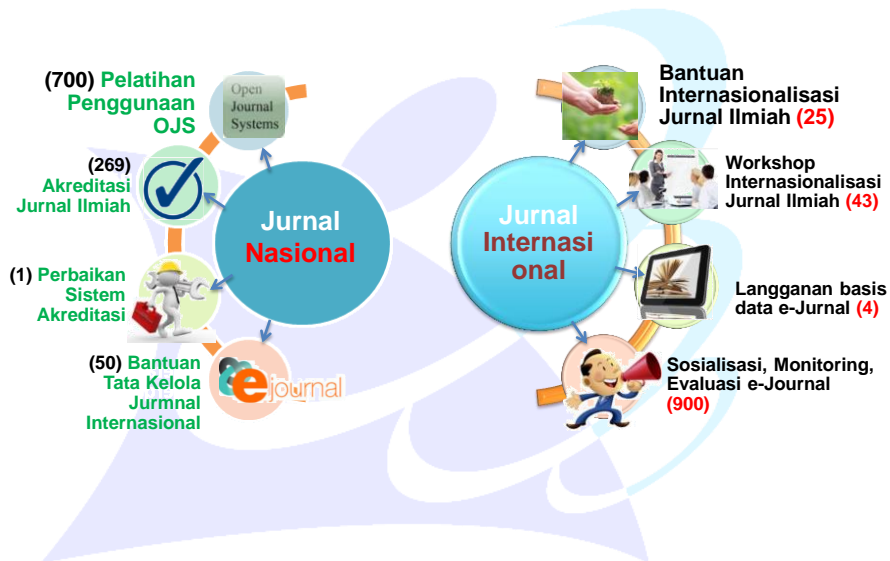 (700) Pelatihan
Penggunaan
OJS
Open
Journal
Systems
(269)
Akreditasi
Jurnal Ilmiah
Jurnal
Nasional
(1) Perbaikan
Sistem
Akreditasi
(50) Bantuan
Tata Kelola
Jurmnal
Internasional
ejournal
Bantuan
Internasionalisasi
Jurnal Ilmiah (25)
Workshop
Internasionalisasi
Jurnal Ilmiah (43)
Jurnal
Internasi
onal
Langganan basis
data e-Jurnal (4)
Sosialisasi, Monitoring,
Evaluasi e-Journal
(900)